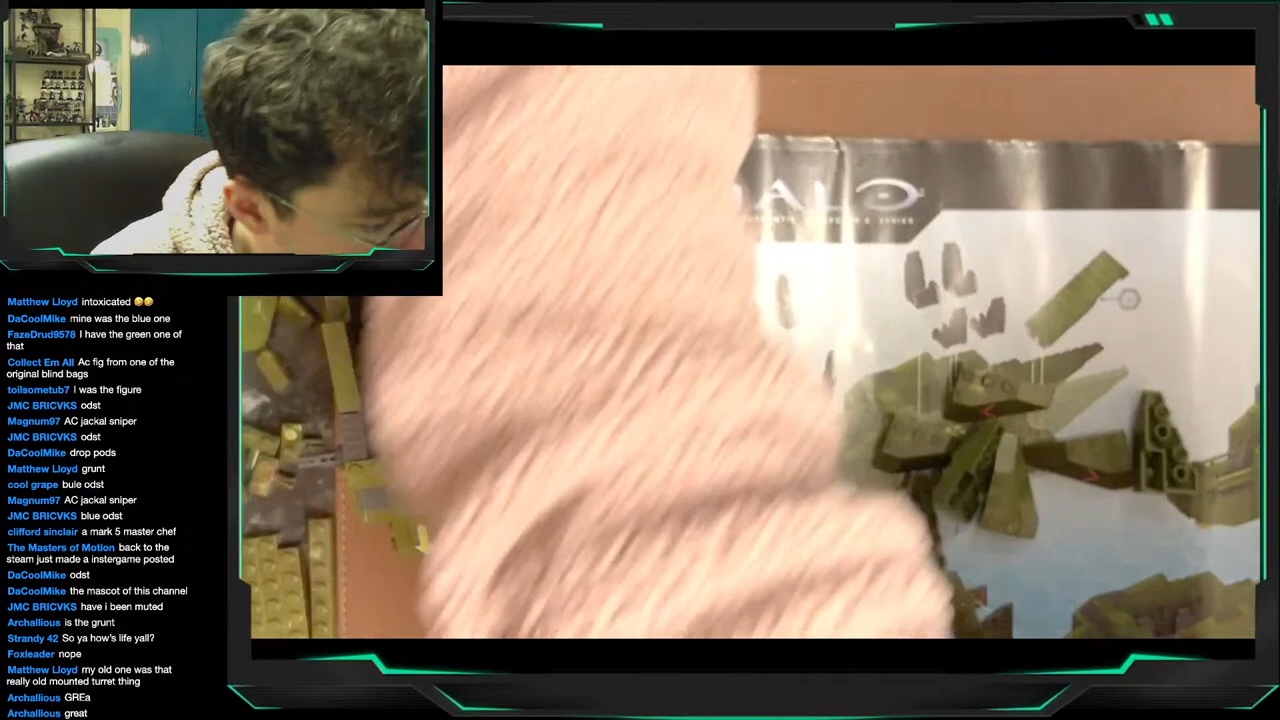 Matthew Lloyd intoxicated 🤣🤣
DaCoolMike mine was the blue one
FazeDrud9578 I have the green one of
that
Collect Em All Ac fig from one of the
original blind bags
toilsometub7 I was the figure
JMC BRICVKS odst
Magnum97 AC jackal sniper
JMC BRICVKS odst
DaCoolMike drop pods
Matthew Lloyd grunt
cool grape bule odst
Magnum97 AC jackal sniper
JMC BRICVKS blue odst
clifford sinclair a mark 5 master chef
The Masters of Motion back to the
steam just made a instergame posted
DaCoolMike odst
DaCoolMike the mascot of this channel
JMC BRICVKS have i been muted
Archallious is the grunt
Strandy 42 So ya how's life yall?
Foxleader nope
Matthew Lloyd my old one was that
really old mounted turret thing
Archallious GREa
Archallious great
HALO